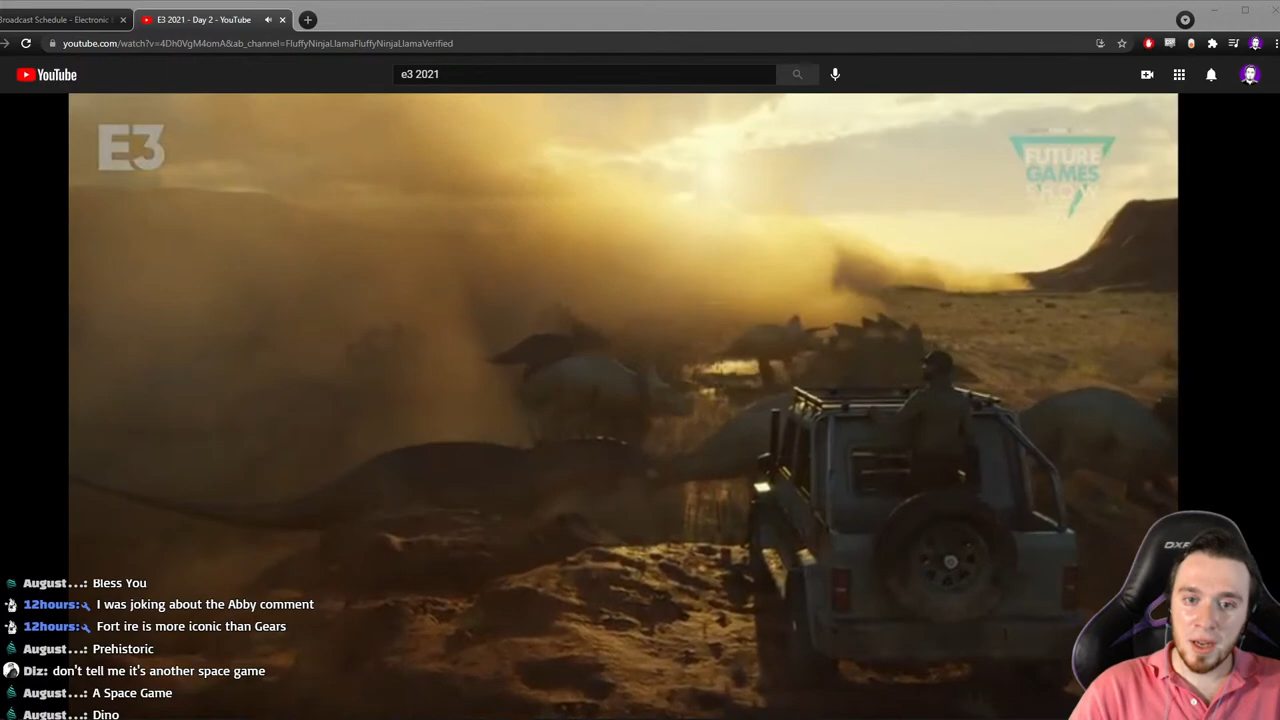 Broadcast Schedule - Electronic E
E3 2021 - Day 2 - YouTube
youtube.com/watch?v=4Dh0VgM4omA&ab_channel=FluffyNinjaLlamaFluffyNinjaLlamaVerified
YouTube
e3 2021
E3
FUTURE
GAMES
SHOW
August...: Bless You
12hours: I was joking about the Abby comment
12hours: Fort ire is more iconic than Gears
August...: Prehistoric
Diz: don't tell me it's another space game
August...: A Space Game
August...: Dino